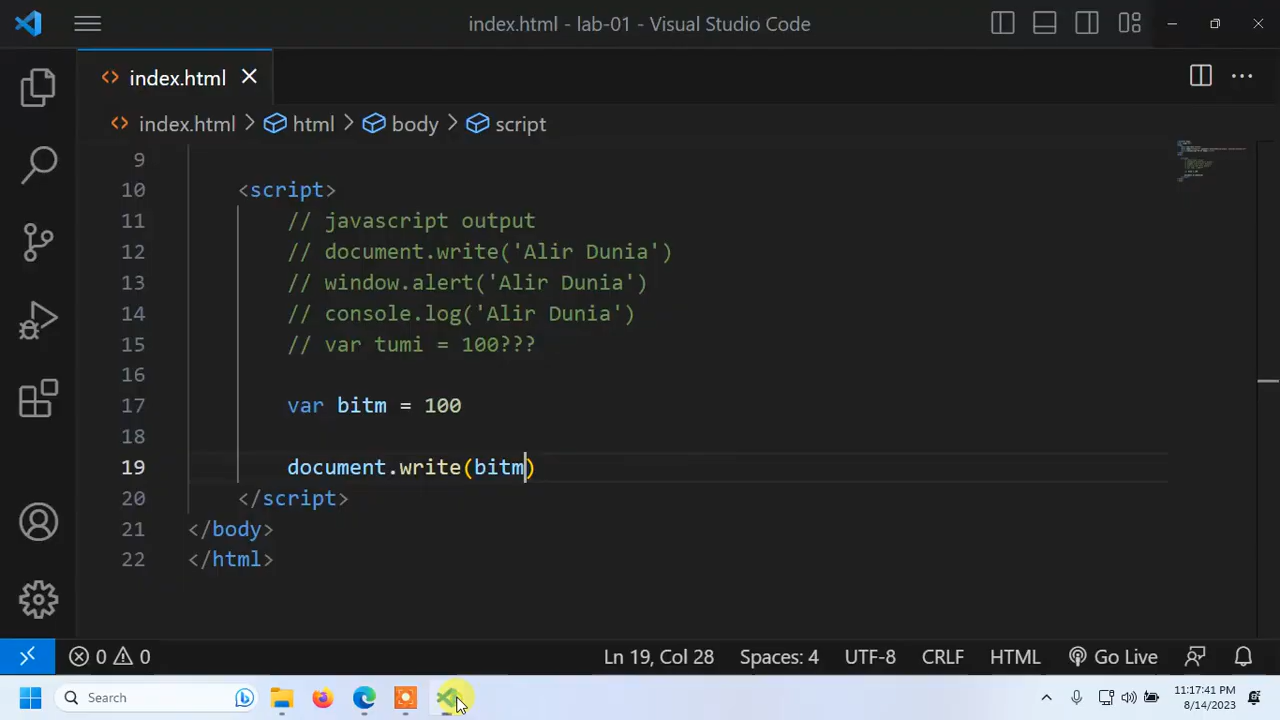 index.html - lab-01 - Visual Studio Code
index.html
index.html > html > body > script
9
10 <script>
11 // javascript output
12 // document.write('Alir Dunia')
13 // window.alert('Alir Dunia')
14 // console.log('Alir Dunia')
15 // var tumi = 100???
16
17 var bitm = 100
18
19 document.write(bitm)
20 </script>
21 </body>
22 </html>
0 0 Ln 19, Col 28 Spaces: 4 UTF-8 CRLF HTML Go Live
Search 11:17:41 PM
8/14/2023